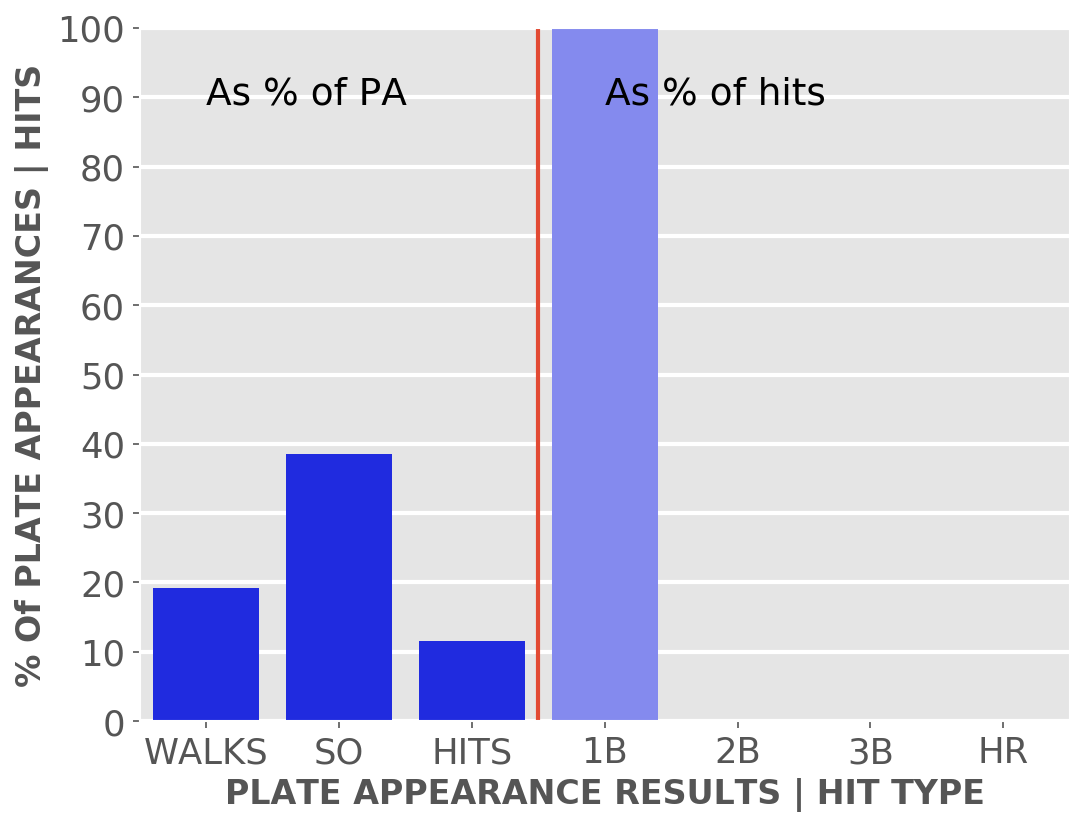 % Of PLATE APPEARANCES | HITS
100
90
80
70
60
50
40
30
20
10
0
As % of PA
As % of hits
WALKS SO HITS 1B 2B 3B HR
PLATE APPEARANCE RESULTS | HIT TYPE